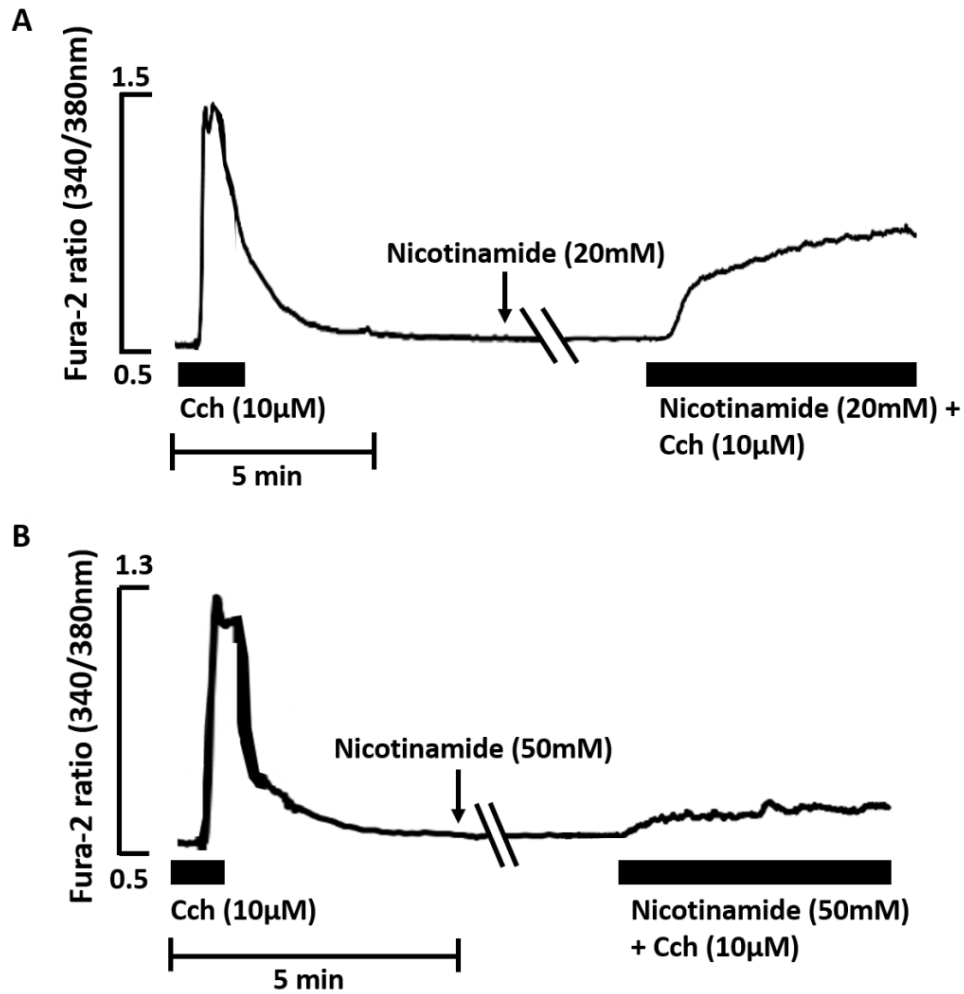 A
Fura-2 ratio (340/380nm)
1.5
0.5
Nicotinamide (20mM)
Cch (10μM)
Nicotinamide (20mM) +
Cch (10μM)
5 min
B
Fura-2 ratio (340/380nm)
1.3
0.5
Nicotinamide (50mM)
Cch (10μM)
Nicotinamide (50mM)
+ Cch (10μM)
5 min